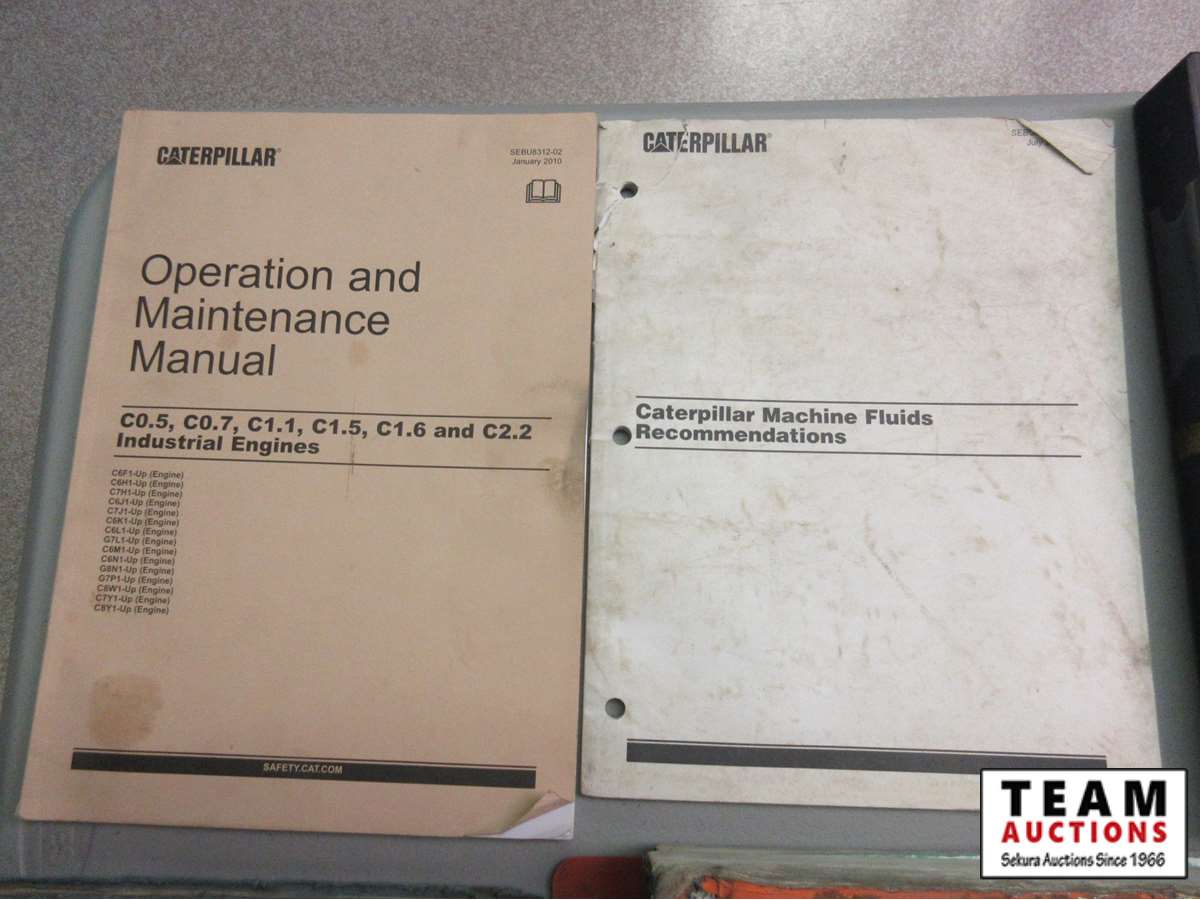 CATERPILLAR®
SEBU8312-02
January 2010
Operation and
Maintenance
Manual
C0.5, C0.7, C1.1, C1.5, C1.6 and C2.2
Industrial Engines
C6F1-Up (Engine)
C6H1-Up (Engine)
C7H1-Up (Engine)
C6J1-Up (Engine)
C7J1-Up (Engine)
C6K1-Up (Engine)
C6L1-Up (Engine)
G7L1-Up (Engine)
C6M1-Up (Engine)
C6N1-Up (Engine)
G8N1-Up (Engine)
G7P1-Up (Engine)
C8W1-Up (Engine)
C7Y1-Up (Engine)
C8Y1-Up (Engine)
SAFETY.CAT.COM
CATERPILLAR®
July
Caterpillar Machine Fluids
Recommendations
TEAM
AUCTIONS
Sekura Auctions Since 1966